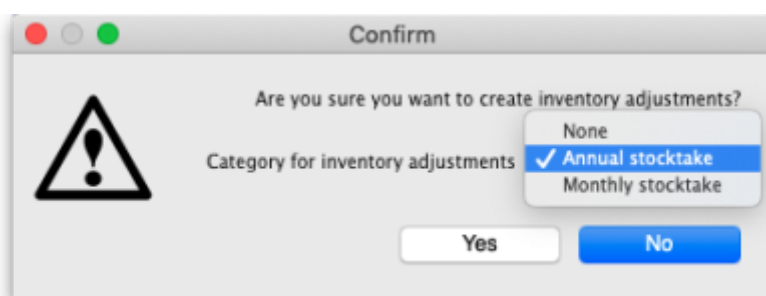 Confirm
Are you sure you want to create inventory adjustments?
None
Category for inventory adjustments ✓ Annual stocktake
Monthly stocktake
Yes No